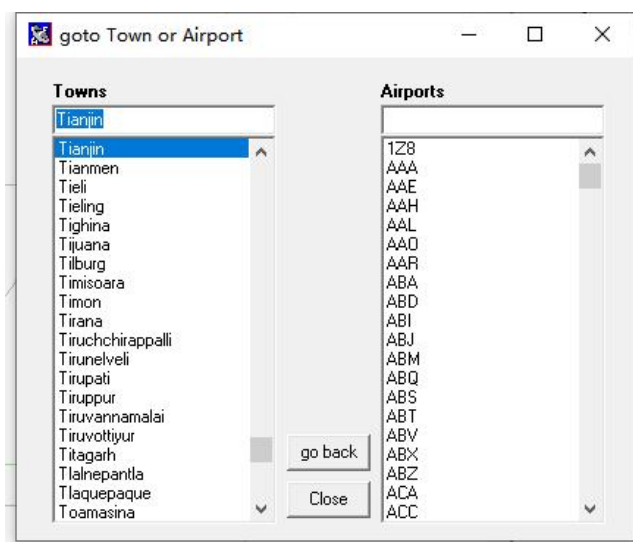 goto Town or Airport
Towns
Tianjin
Tianjin
Tianmen
Tieli
Tieling
Tighina
Tijuana
Tilburg
Timisoara
Timon
Tirana
Tiruchchirappalli
Tirunelveli
Tirupati
Tiruppur
Tiruvannamalai
Tiruvottiyur
Titagarh
Tlalnepantla
Tlaquepaque
Toamasina
go back
Close
Airports
1Z8
AAA
AAE
AAH
AAL
AAO
AAR
ABA
ABD
ABI
ABJ
ABM
ABQ
ABS
ABT
ABV
ABX
ABZ
ACA
ACC